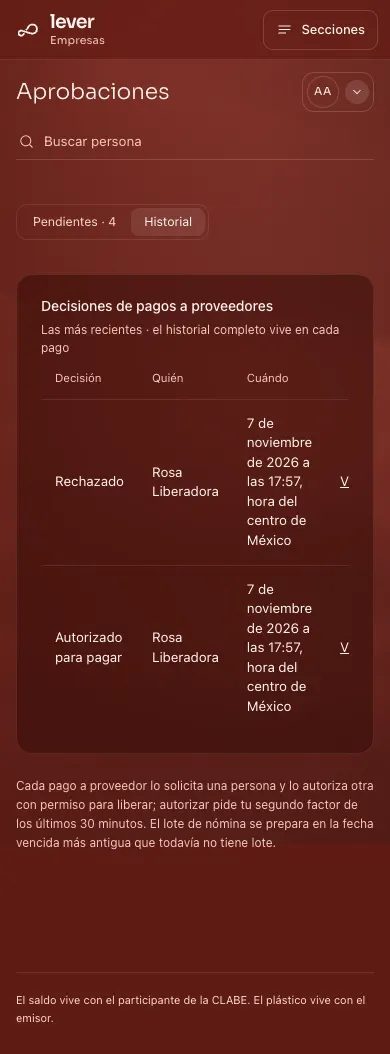 lever
Empresas
Secciones
Aprobaciones
AA
Buscar persona
Pendientes · 4
Historial
Decisiones de pagos a proveedores
Las más recientes · el historial completo vive en cada
pago
Decisión
Quién
Cuándo
Rechazado
Rosa
Liberadora
7 de
noviembre
de 2026 a
las 17:57,
hora del
centro de
México
V
Autorizado
para pagar
Rosa
Liberadora
7 de
noviembre
de 2026 a
las 17:57,
hora del
centro de
México
V
Cada pago a proveedor lo solicita una persona y lo autoriza otra
con permiso para liberar; autorizar pide tu segundo factor de
los últimos 30 minutos. El lote de nómina se prepara en la fecha
vencida más antigua que todavía no tiene lote.
El saldo vive con el participante de la CLABE. El plástico vive con el
emisor.